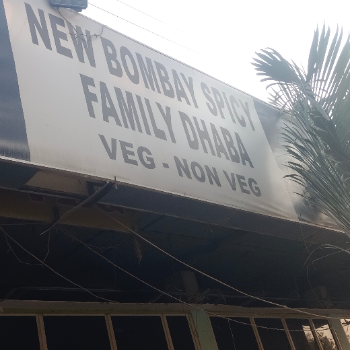 NEW BOMBAY SPICY
FAMILY DHABA
VEG - NON VEG